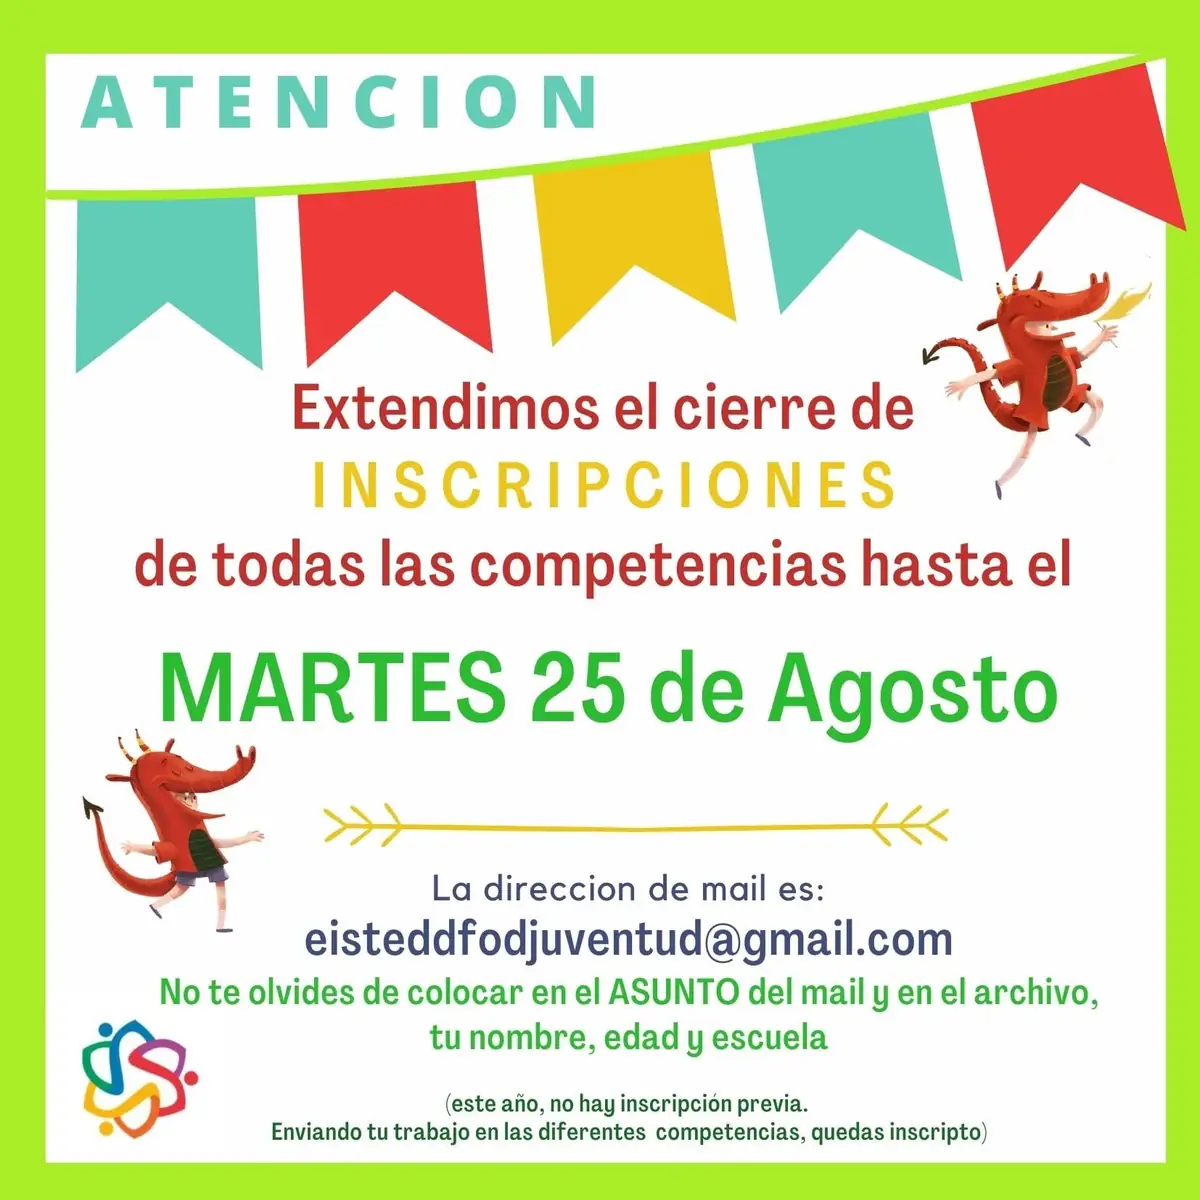 ATENCION
Extendimos el cierre de
INSCRIPCIONES
de todas las competencias hasta el
MARTES 25 de Agosto
La direccion de mail es:
eisteddfodjuventud@gmail.com
No te olvides de colocar en el ASUNTO del mail y en el archivo,
tu nombre, edad y escuela
(este año, no hay inscripción previa.
Enviando tu trabajo en las diferentes competencias, quedas inscripto)